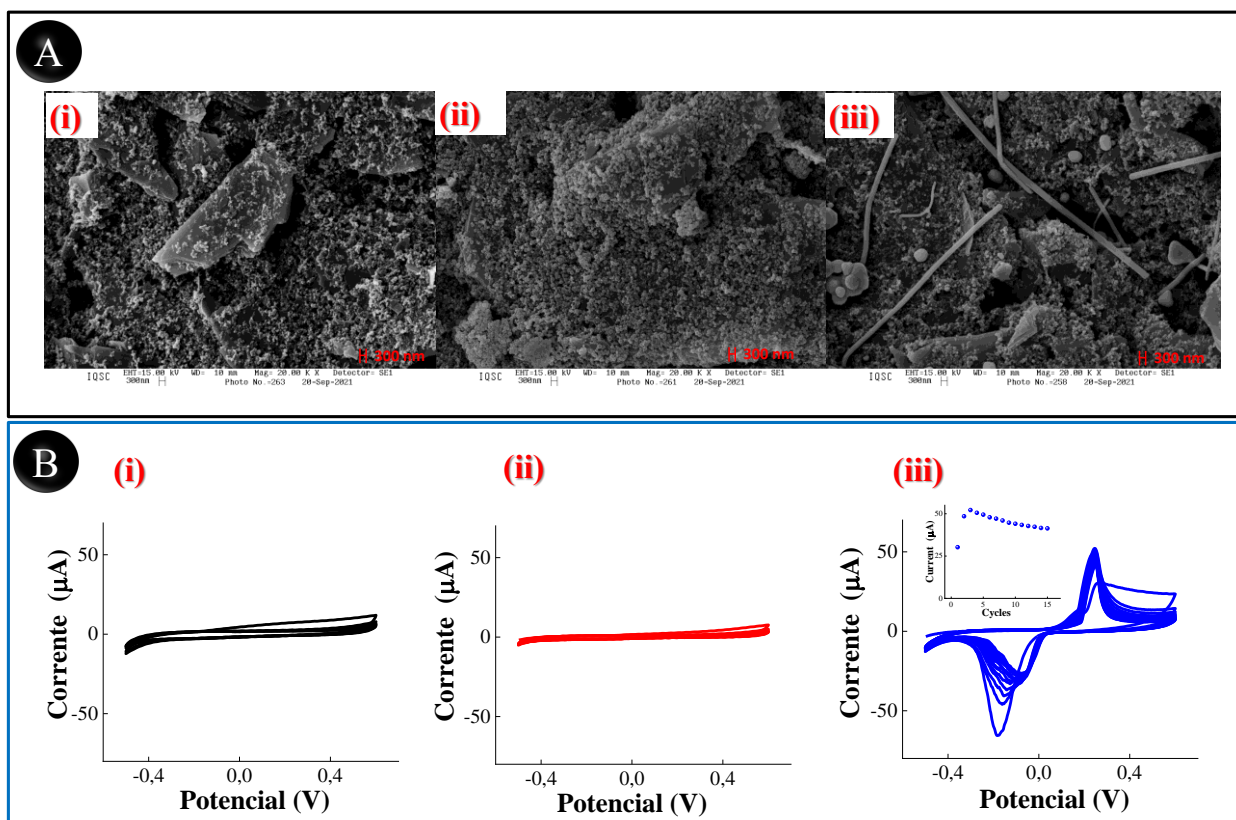 A
(i)
(ii)
(iii)
300 nm
300 nm
300 nm
IQSC EHT=15.00 kV WD= 10 mm Mag= 20.00 K X Detector= SE1
300nm Photo No.=263 20-Sep-2021
IQSC EHT=15.00 kV WD= 10 mm Mag= 20.00 K X Detector= SE1
300nm Photo No.=261 20-Sep-2021
IQSC EHT=15.00 kV WD= 10 mm Mag= 20.00 K X Detector= SE1
300nm Photo No.=258 20-Sep-2021
B
(i)
Corrente (µA)
50
0
-50
-0,4 0,0 0,4
Potencial (V)
(ii)
Corrente (µA)
50
0
-50
-0,4 0,0 0,4
Potencial (V)
(iii)
Corrente (µA)
50
0
-50
-0,4 0,0 0,4
Potencial (V)
Current (µA)
50
25
0
0 5 10 15
Cycles